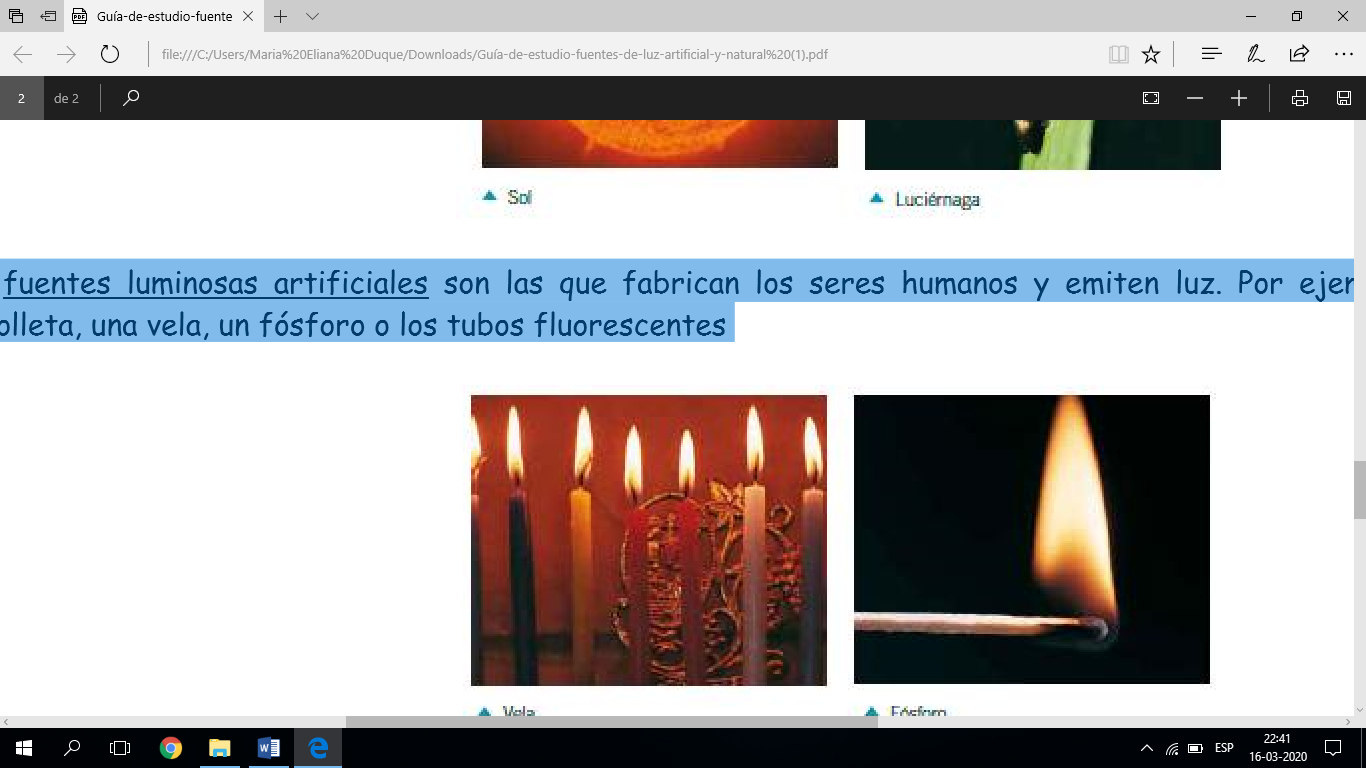 Guía-de-estudio-fuente
file:///C:/Users/Maria%20Eliana%20Duque/Downloads/Guía-de-estudio-fuentes-de-luz-artificial-y-natural%20(1).pdf
2 de 2
Sol
Luciérnaga
fuentes luminosas artificiales son las que fabrican los seres humanos y emiten luz. Por ejer
olleta, una vela, un fósforo o los tubos fluorescentes
Vela
Fósforo
ESP
22:41
16-03-2020